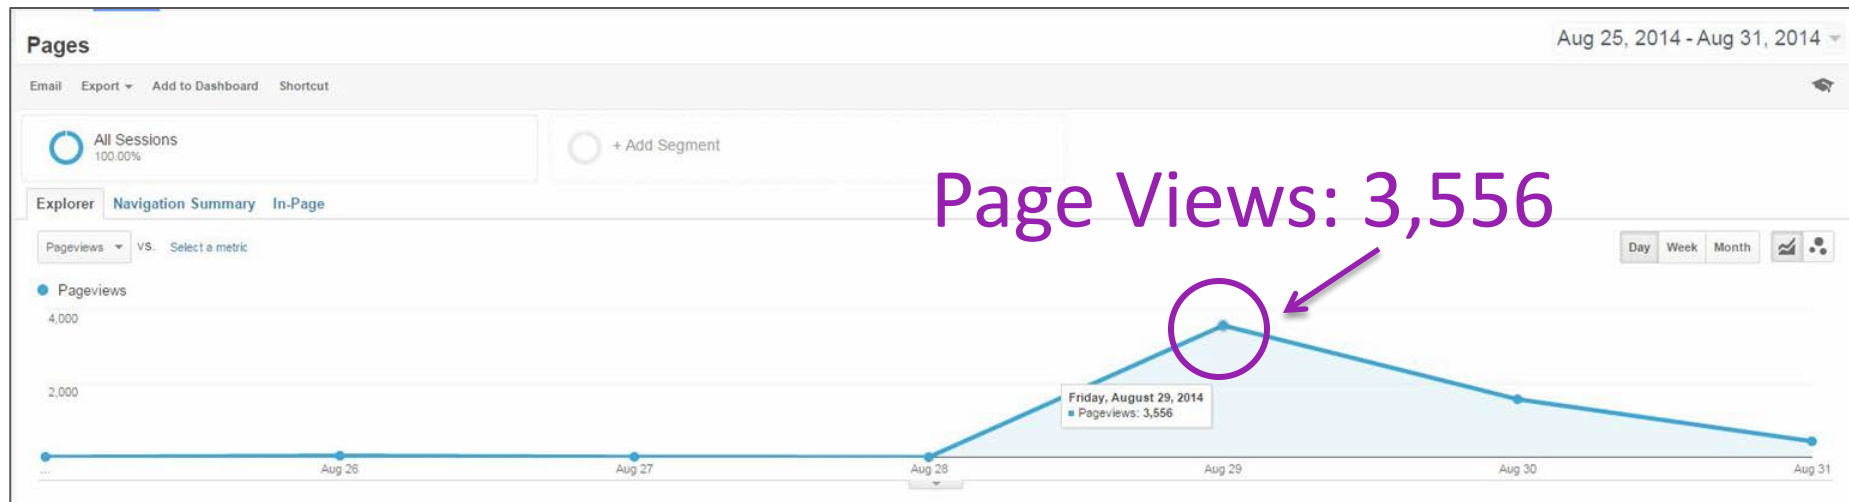 Pages
Aug 25, 2014 - Aug 31, 2014
Email Export Add to Dashboard Shortcut
All Sessions
100.00%
+ Add Segment
Page Views: 3,556
Explorer Navigation Summary In-Page
Pageviews VS. Select a metric
Day Week Month
Pageviews
4,000
2,000
Friday, August 29, 2014
Pageviews: 3,556
... Aug 26 Aug 27 Aug 28 Aug 29 Aug 30 Aug 31